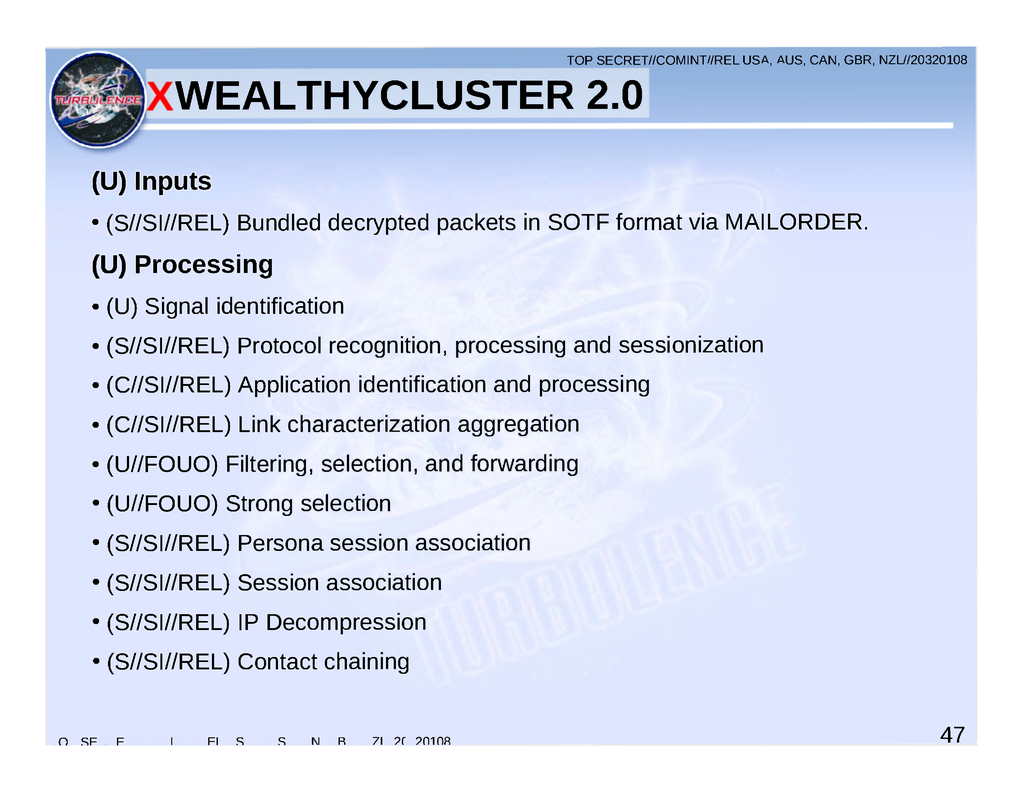 TOP SECRET//COMINT//REL USA, AUS, CAN, GBR, NZL//20320108
TURBULENCE
XWEALTHYCLUSTER 2.0
(U) Inputs
• (S//SI//REL) Bundled decrypted packets in SOTF format via MAILORDER.
(U) Processing
• (U) Signal identification
• (S//SI//REL) Protocol recognition, processing and sessionization
• (C//SI//REL) Application identification and processing
• (C//SI//REL) Link characterization aggregation
• (U//FOUO) Filtering, selection, and forwarding
• (U//FOUO) Strong selection
• (S//SI//REL) Persona session association
• (S//SI//REL) Session association
• (S//SI//REL) IP Decompression
• (S//SI//REL) Contact chaining
TURBULENCE
47